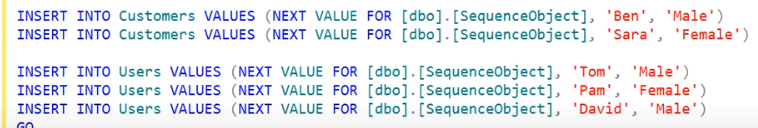 INSERT INTO Customers VALUES (NEXT VALUE FOR [dbo].[SequenceObject], 'Ben', 'Male')
INSERT INTO Customers VALUES (NEXT VALUE FOR [dbo].[SequenceObject], 'Sara', 'Female')
INSERT INTO Users VALUES (NEXT VALUE FOR [dbo].[SequenceObject], 'Tom', 'Male')
INSERT INTO Users VALUES (NEXT VALUE FOR [dbo].[SequenceObject], 'Pam', 'Female')
INSERT INTO Users VALUES (NEXT VALUE FOR [dbo].[SequenceObject], 'David', 'Male')
GO